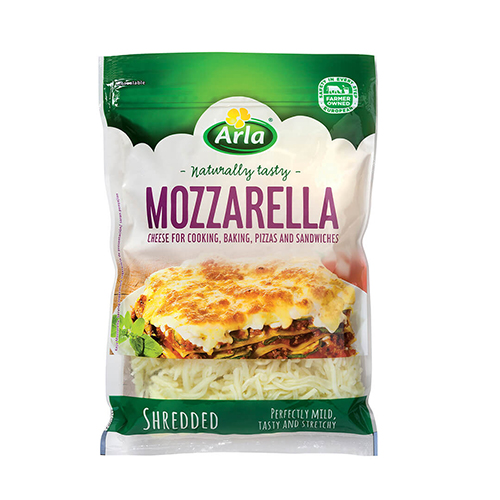 Arla®
FARMER
OWNED
- Naturally tasty -
MOZZARELLA
CHEESE FOR COOKING, BAKING, PIZZAS AND SANDWICHES
SHREDDED
PERFECTLY MILD,
TASTY AND STRETCHY